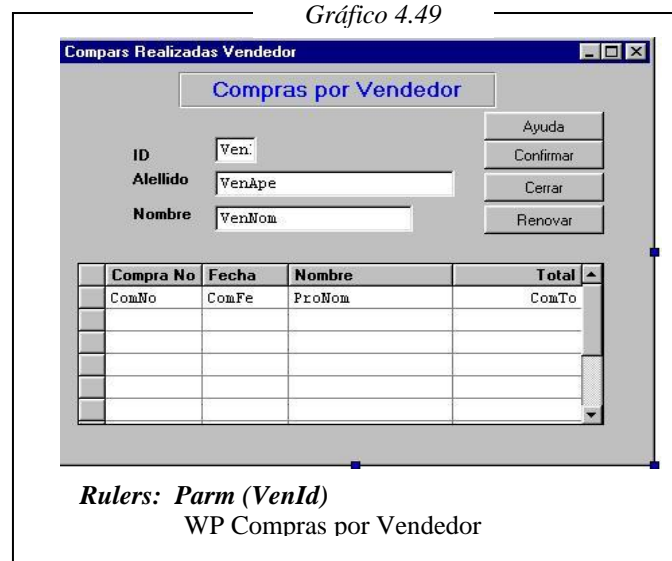 Gráfico 4.49
Compars Realizadas Vendedor
Compras por Vendedor
Ayuda
ID Ven Confirmar
Alellido VenApe Cerrar
Nombre VenNom Renovar
Compra No Fecha Nombre Total
ComNo ComFe ProNom ComTo
Rulers: Parm (VenId)
WP Compras por Vendedor